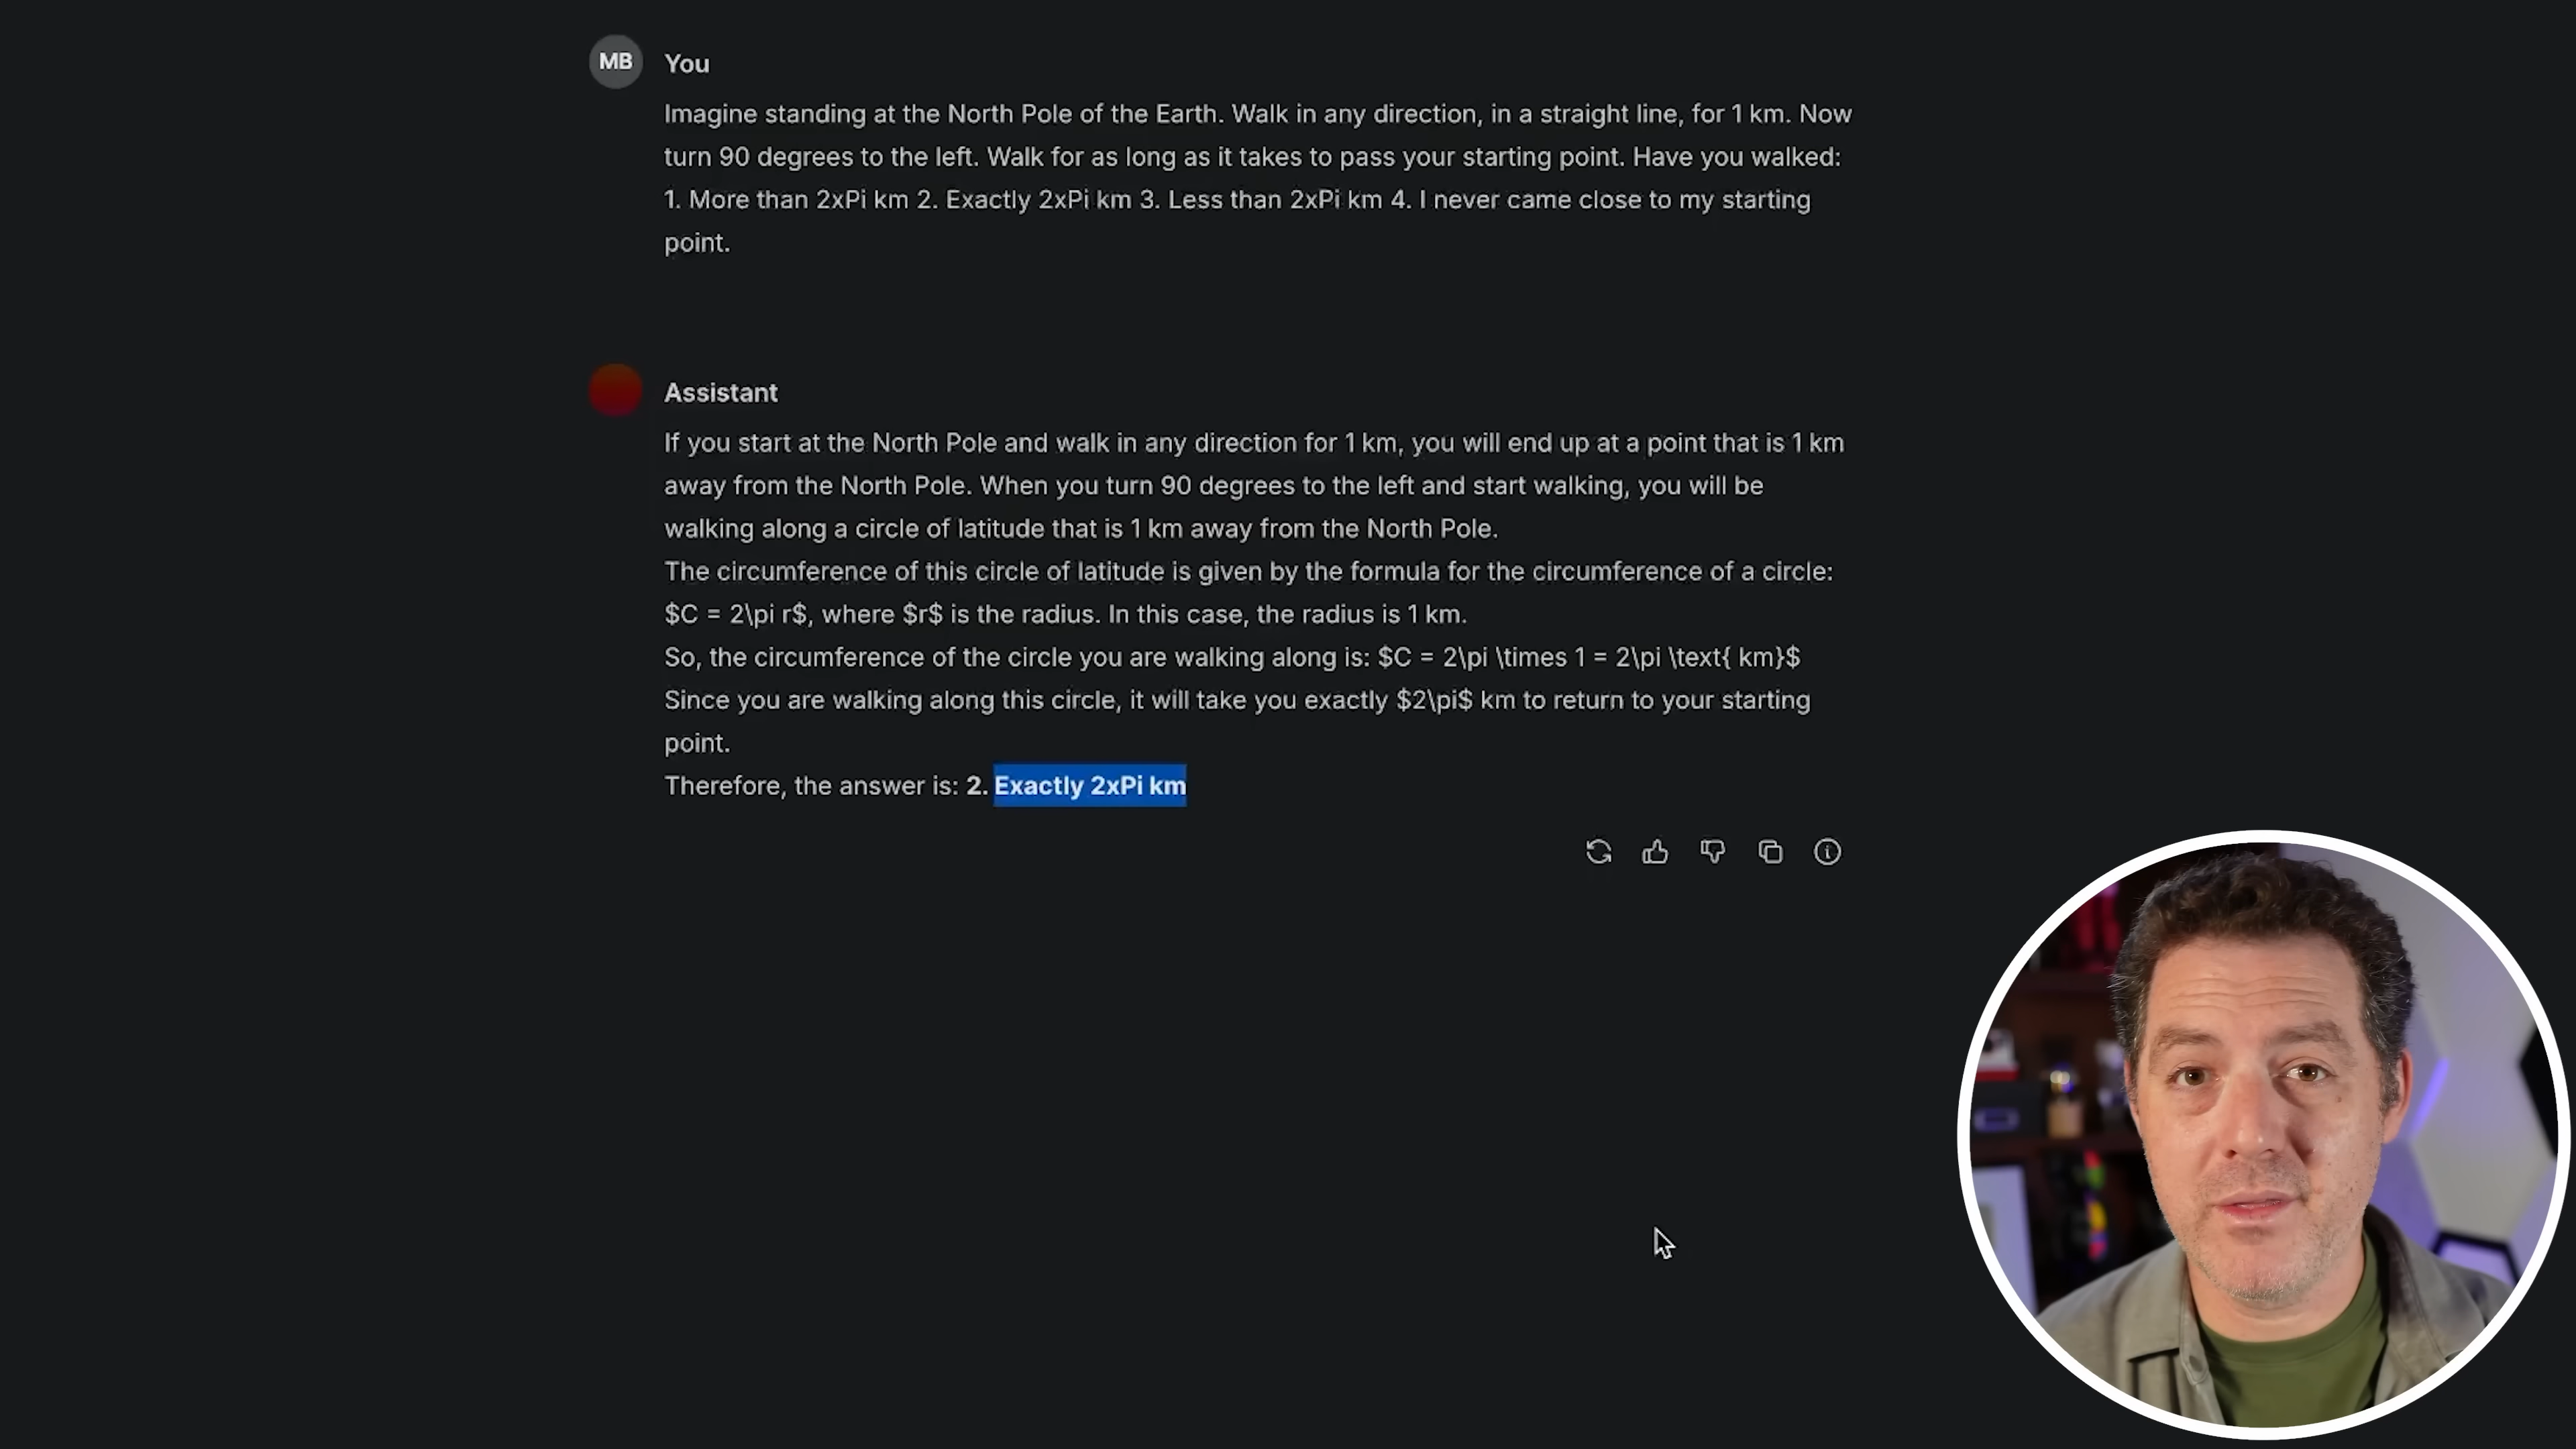 MB
You
Imagine standing at the North Pole of the Earth. Walk in any direction, in a straight line, for 1 km. Now
turn 90 degrees to the left. Walk for as long as it takes to pass your starting point. Have you walked:
1. More than 2xPi km 2. Exactly 2xPi km 3. Less than 2xPi km 4. I never came close to my starting
point.
Assistant
If you start at the North Pole and walk in any direction for 1 km, you will end up at a point that is 1 km
away from the North Pole. When you turn 90 degrees to the left and start walking, you will be
walking along a circle of latitude that is 1 km away from the North Pole.
The circumference of this circle of latitude is given by the formula for the circumference of a circle:
$C = 2\pi r$, where $r$ is the radius. In this case, the radius is 1 km.
So, the circumference of the circle you are walking along is: $C = 2\pi \times 1 = 2\pi \text{ km}$
Since you are walking along this circle, it will take you exactly $2\pi$ km to return to your starting
point.
Therefore, the answer is: 2. Exactly 2xPi km